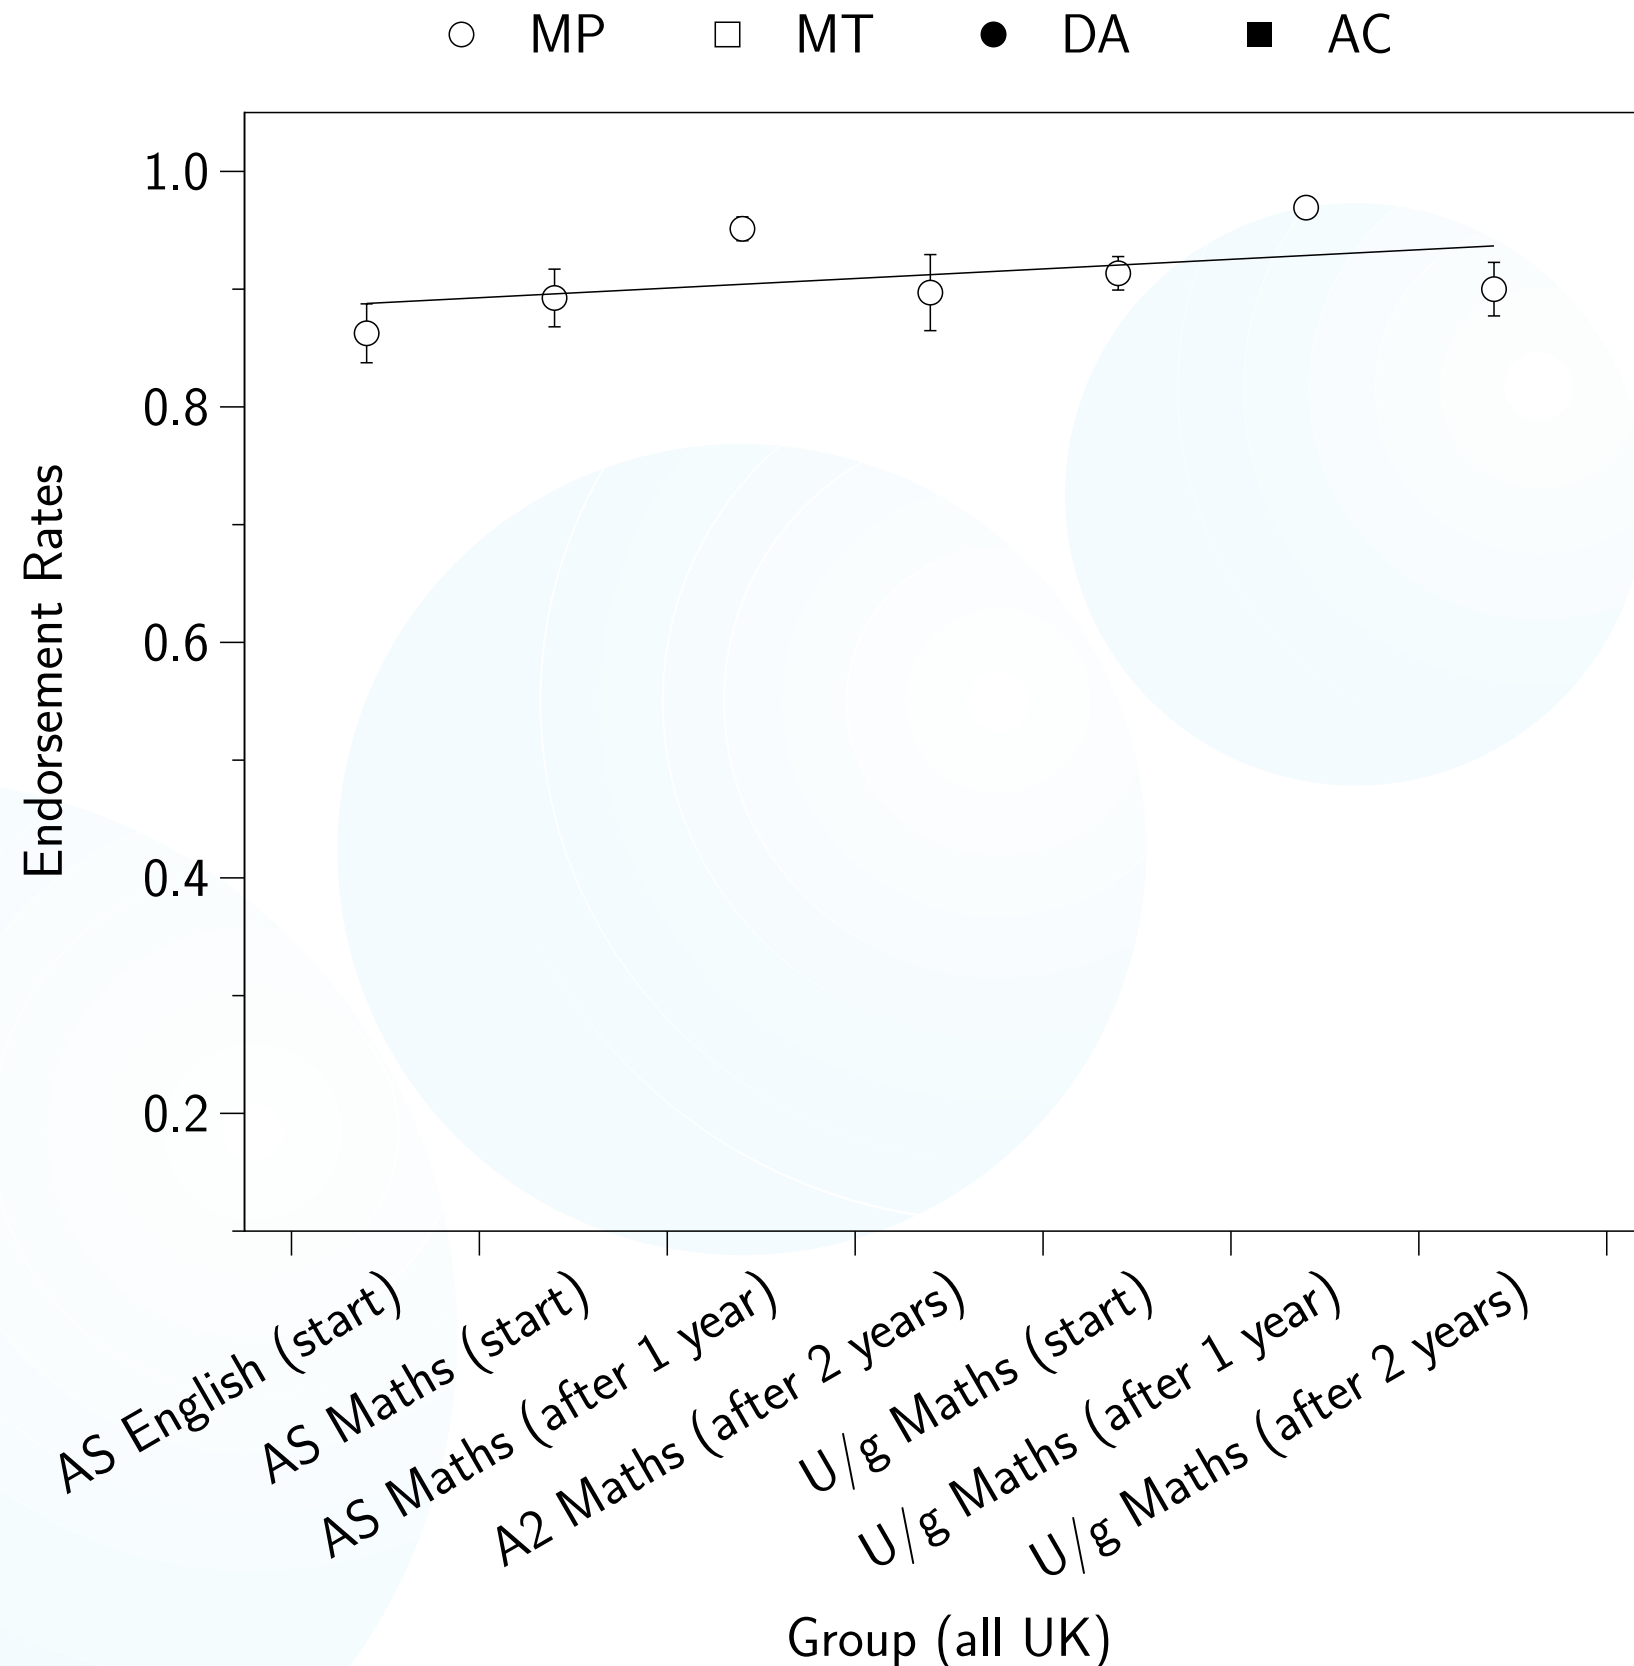 MP MT DA AC
1.0
0.8
0.6
0.4
0.2
Endorsement Rates
AS English (start)
AS Maths (start)
AS Maths (after 1 year)
A2 Maths (after 2 years)
U/g Maths (start)
U/g Maths (after 1 year)
U/g Maths (after 2 years)
Group (all UK)